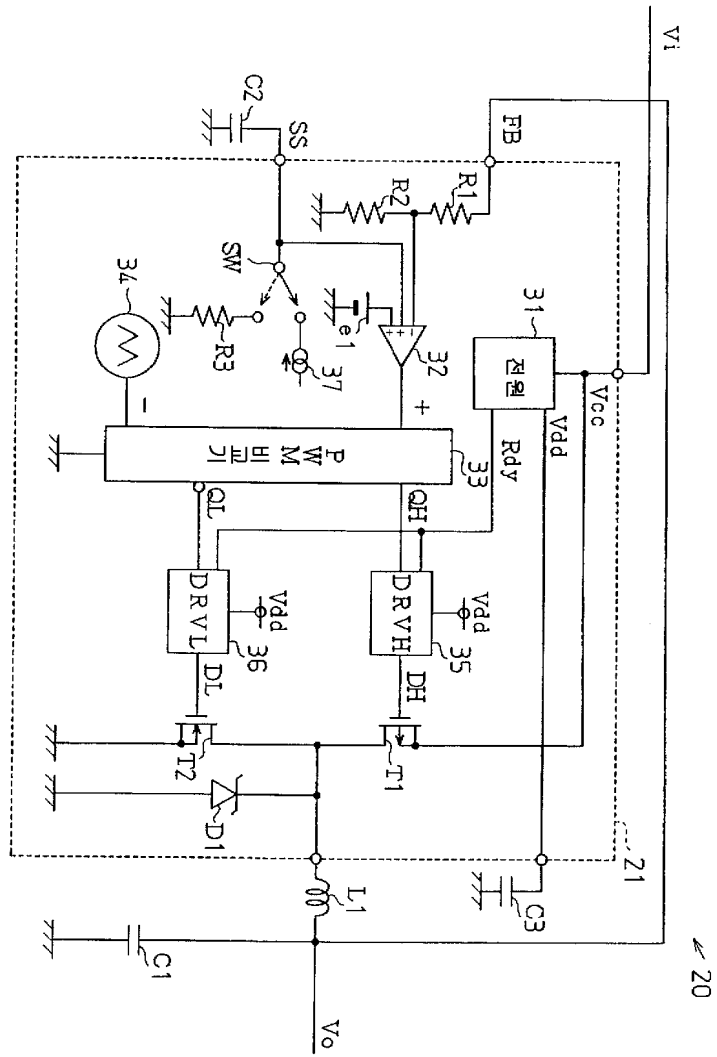 Vi
FB
SS
C2
R1
R2
SW
34
R3
37
e1
32
31
전원
Vcc
Vdd
Rdy
−
+
PWM 비교기
33
QH
QL
Vdd
Vdd
DRVH
35
DRVL
36
DH
DL
T1
T2
D1
21
L1
C3
C1
20
Vo